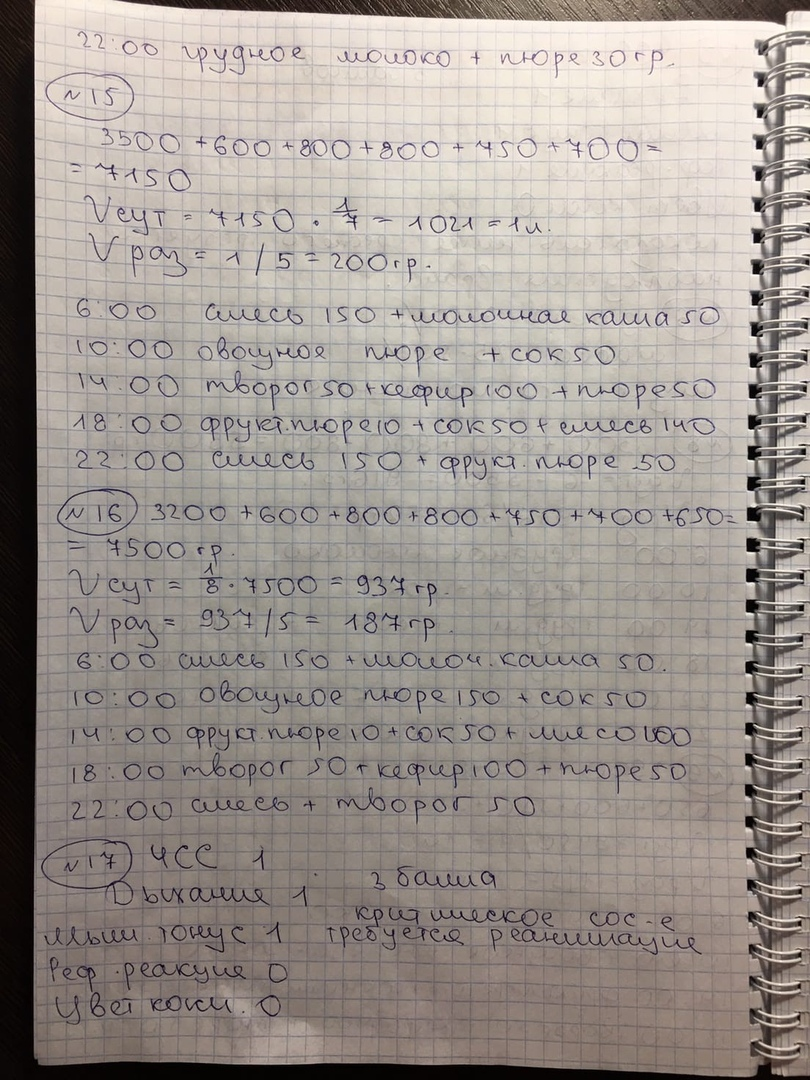 22:00 грудное молоко + пюре 30 гр.
№15
3500 + 600 + 800 + 800 + 750 + 700 =
= 7150
Vсут = 7150 · 1/7 = 1021 = 1л.
Vраз = 1/5 = 200 гр.
6:00 смесь 150 + молочная каша 50
10:00 овощное пюре + сок 50
14:00 творог 50 + кефир 100 + пюре 50
18:00 фрукт. пюре 10 + сок 50 + смесь 140
22:00 смесь 150 + фрукт. пюре 50
№16 3200 + 600 + 800 + 800 + 750 + 700 + 650 =
= 7500 гр.
Vсут = 1/8 · 7500 = 937 гр.
Vраз = 937/5 = 187 гр.
6:00 смесь 150 + молоч. каша 50.
10:00 овощное пюре 150 + сок 50
14:00 фрукт. пюре 10 + сок 50 + мясо 100
18:00 творог 50 + кефир 100 + пюре 50
22:00 смесь + творог 50
№17 ЧСС 1
Дыхание 1 3 балла
критическое сос-е
Мыш. тонус 1 требуется реанимация
Реф. реакция 0
Цвет кожи. 0